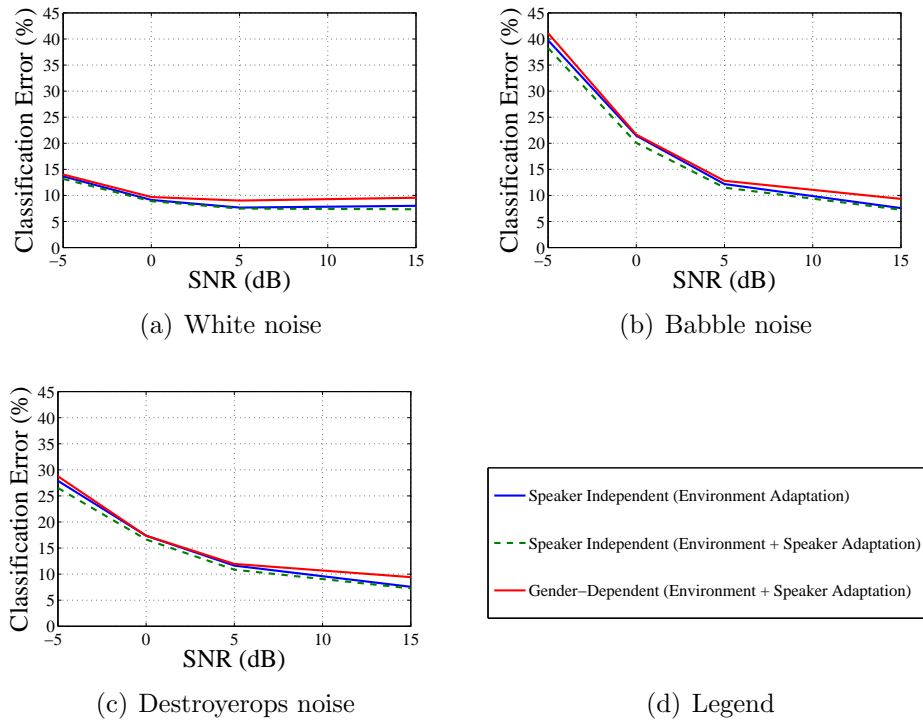 45
40
35
30
25
20
15
10
5
0
Classification Error (%)
−5 0 5 10 15
SNR (dB)
(a) White noise
45
40
35
30
25
20
15
10
5
0
Classification Error (%)
−5 0 5 10 15
SNR (dB)
(b) Babble noise
45
40
35
30
25
20
15
10
5
0
Classification Error (%)
−5 0 5 10 15
SNR (dB)
(c) Destroyerops noise
Speaker Independent (Environment Adaptation)
Speaker Independent (Environment + Speaker Adaptation)
Gender−Dependent (Environment + Speaker Adaptation)
(d) Legend